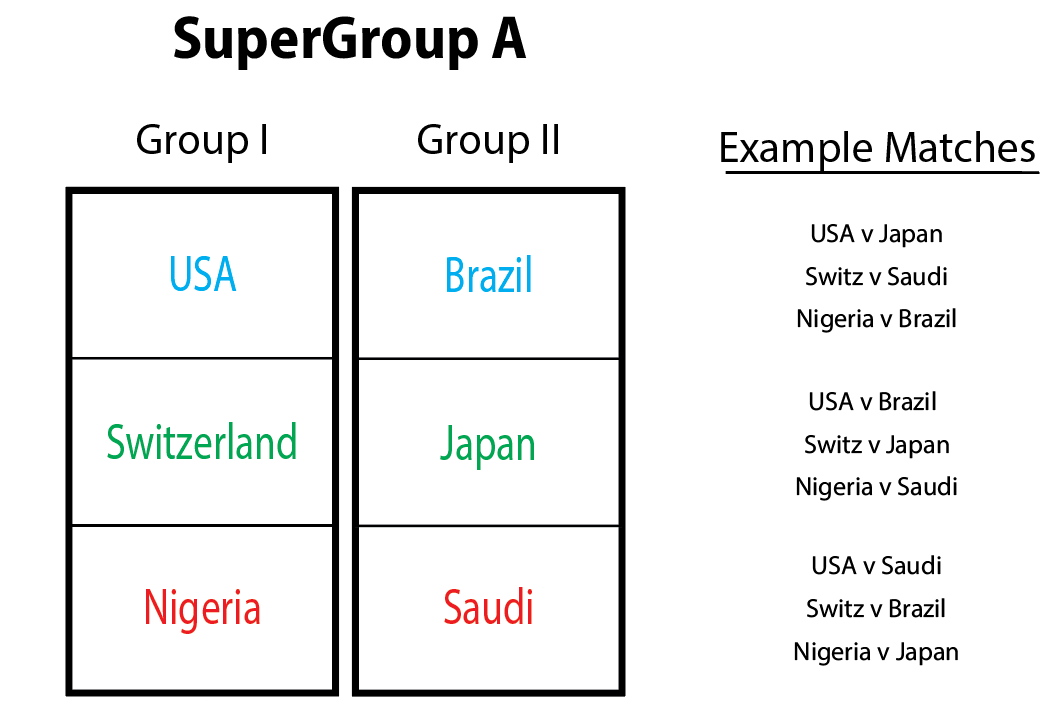 SuperGroup A
Group I
Group II
USA
Brazil
Switzerland
Japan
Nigeria
Saudi
Example Matches
USA v Japan
Switz v Saudi
Nigeria v Brazil
USA v Brazil
Switz v Japan
Nigeria v Saudi
USA v Saudi
Switz v Brazil
Nigeria v Japan